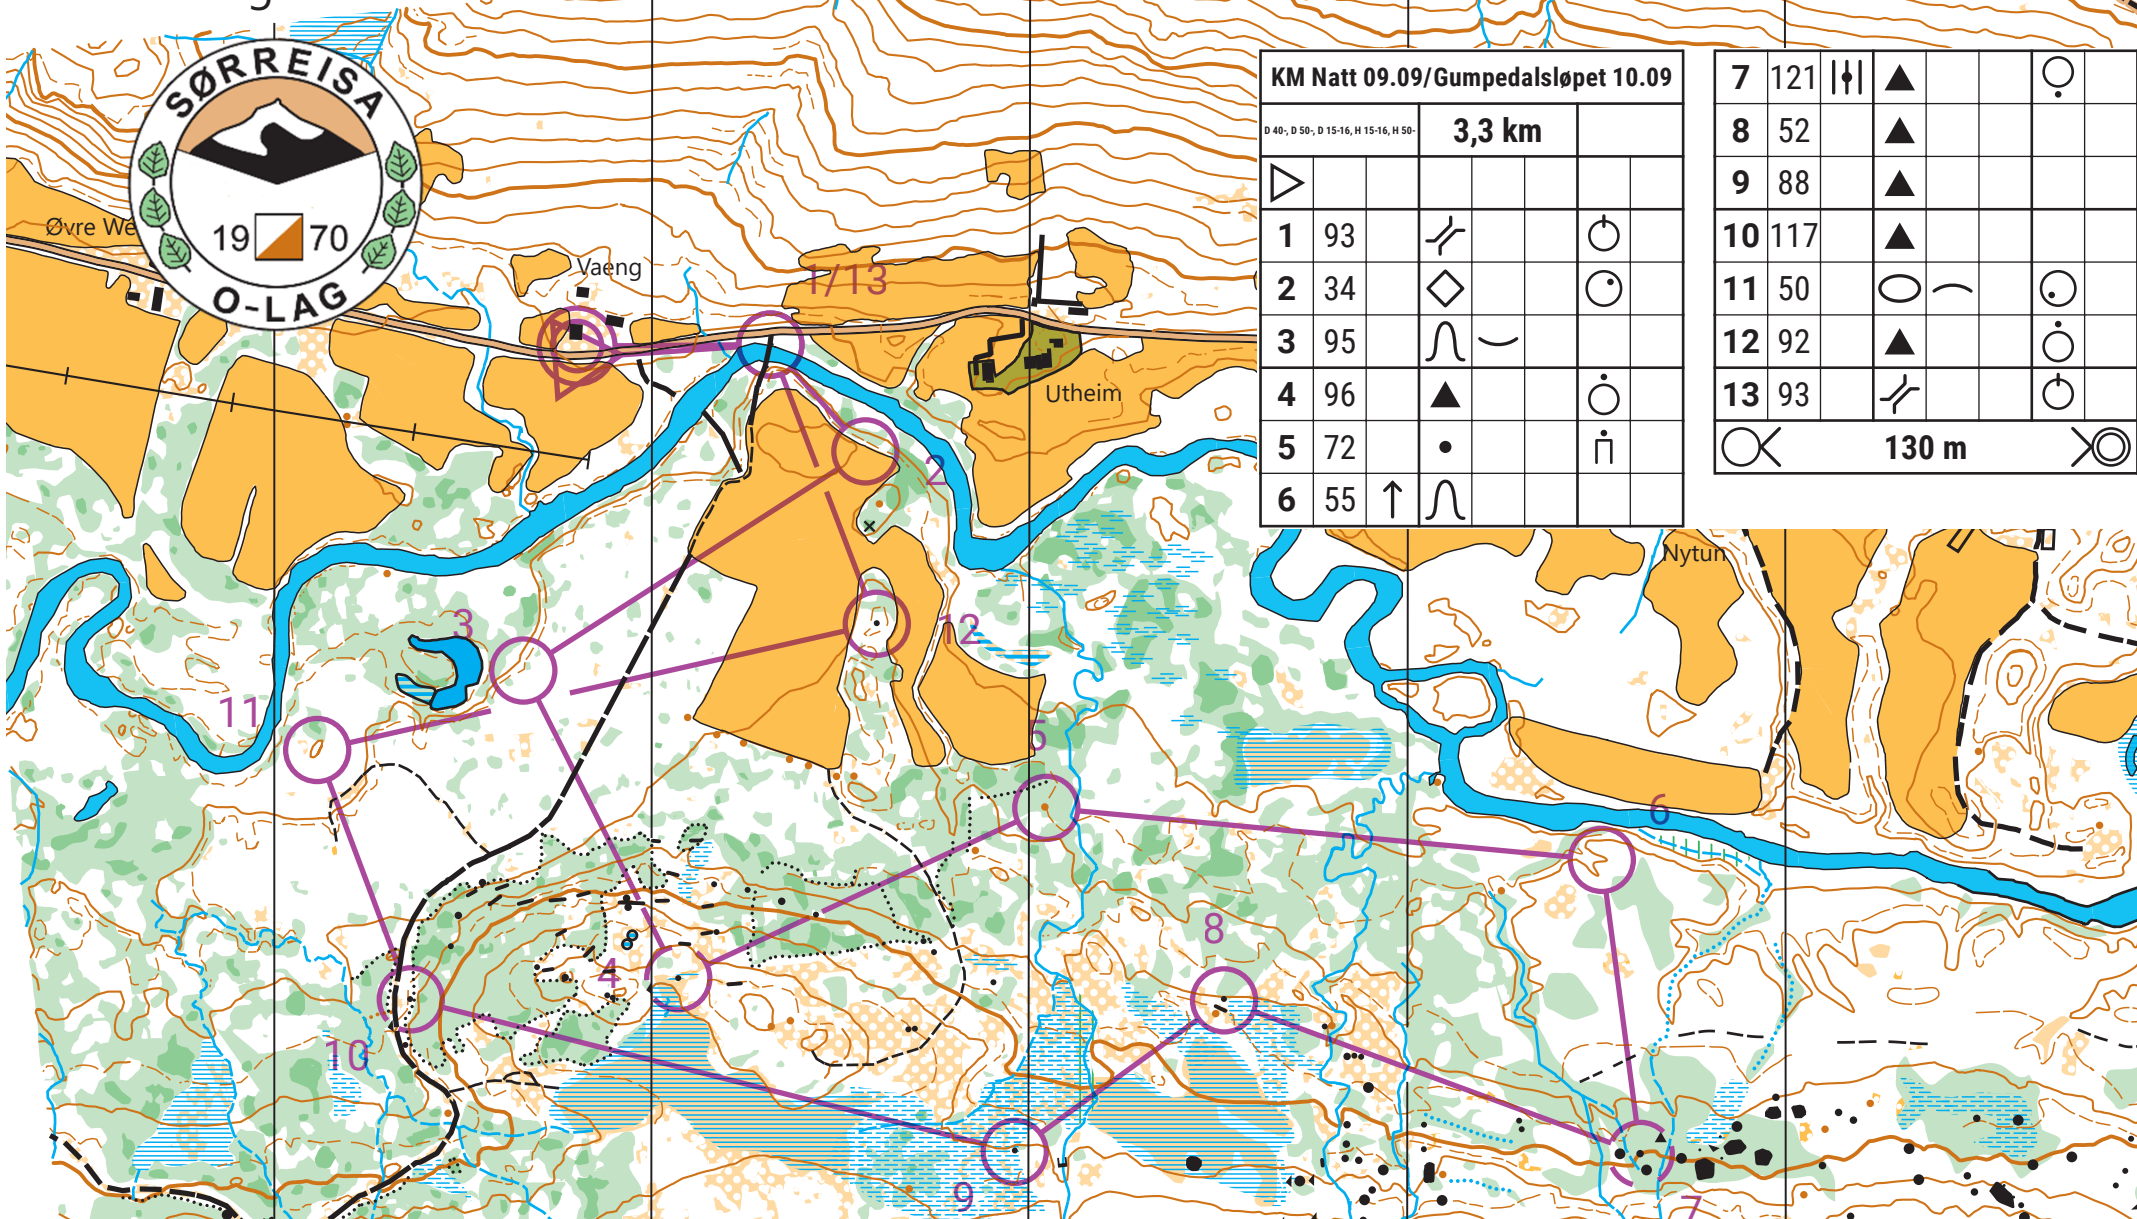 SØRREISA
19 70
O-LAG
Øvre We
Vaeng
Utheim
Nytun
1/13
2
3
12
11
5
6
4
8
10
9
7
KM Natt 09.09/Gumpedalsløpet 10.09
D 40-, D 50-, D 15-16, H 15-16, H 50- 3,3 km
1 93
2 34
3 95
4 96
5 72
6 55
7 121
8 52
9 88
10 117
11 50
12 92
13 93
130 m